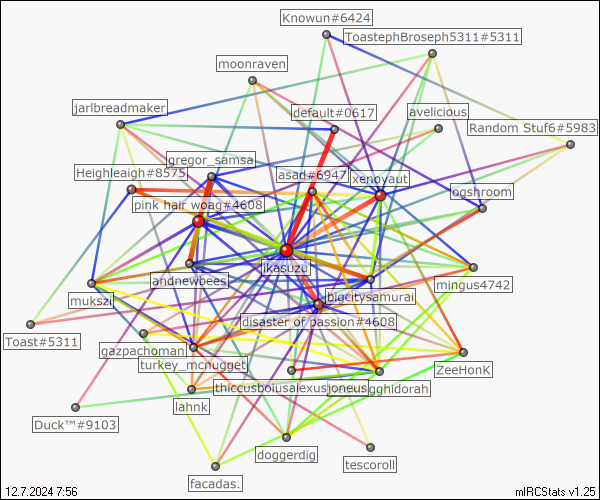 Knowun#6424
ToastephBroseph5311#5311
moonraven
jarlbreadmaker
default#0617
avelicious
Random Stuf6#5983
gregor_samsa
Heighleigh#8575
asad#6947
xenoyaut
ogshroom
pink hair woag#4608
ikasuzu
andnewbees
bigcitysamurai
mingus4742
mukszi
disaster of passion#4608
Toast#5311
gazpachoman
turkey_mcnugget
ZeeHonK
thiccusboiusalexusjoneus
gghidorah
lahnk
Duck™#9103
doggerdig
tescoroll
facadas.
12.7.2024 7:56
mIRCStats v1.25